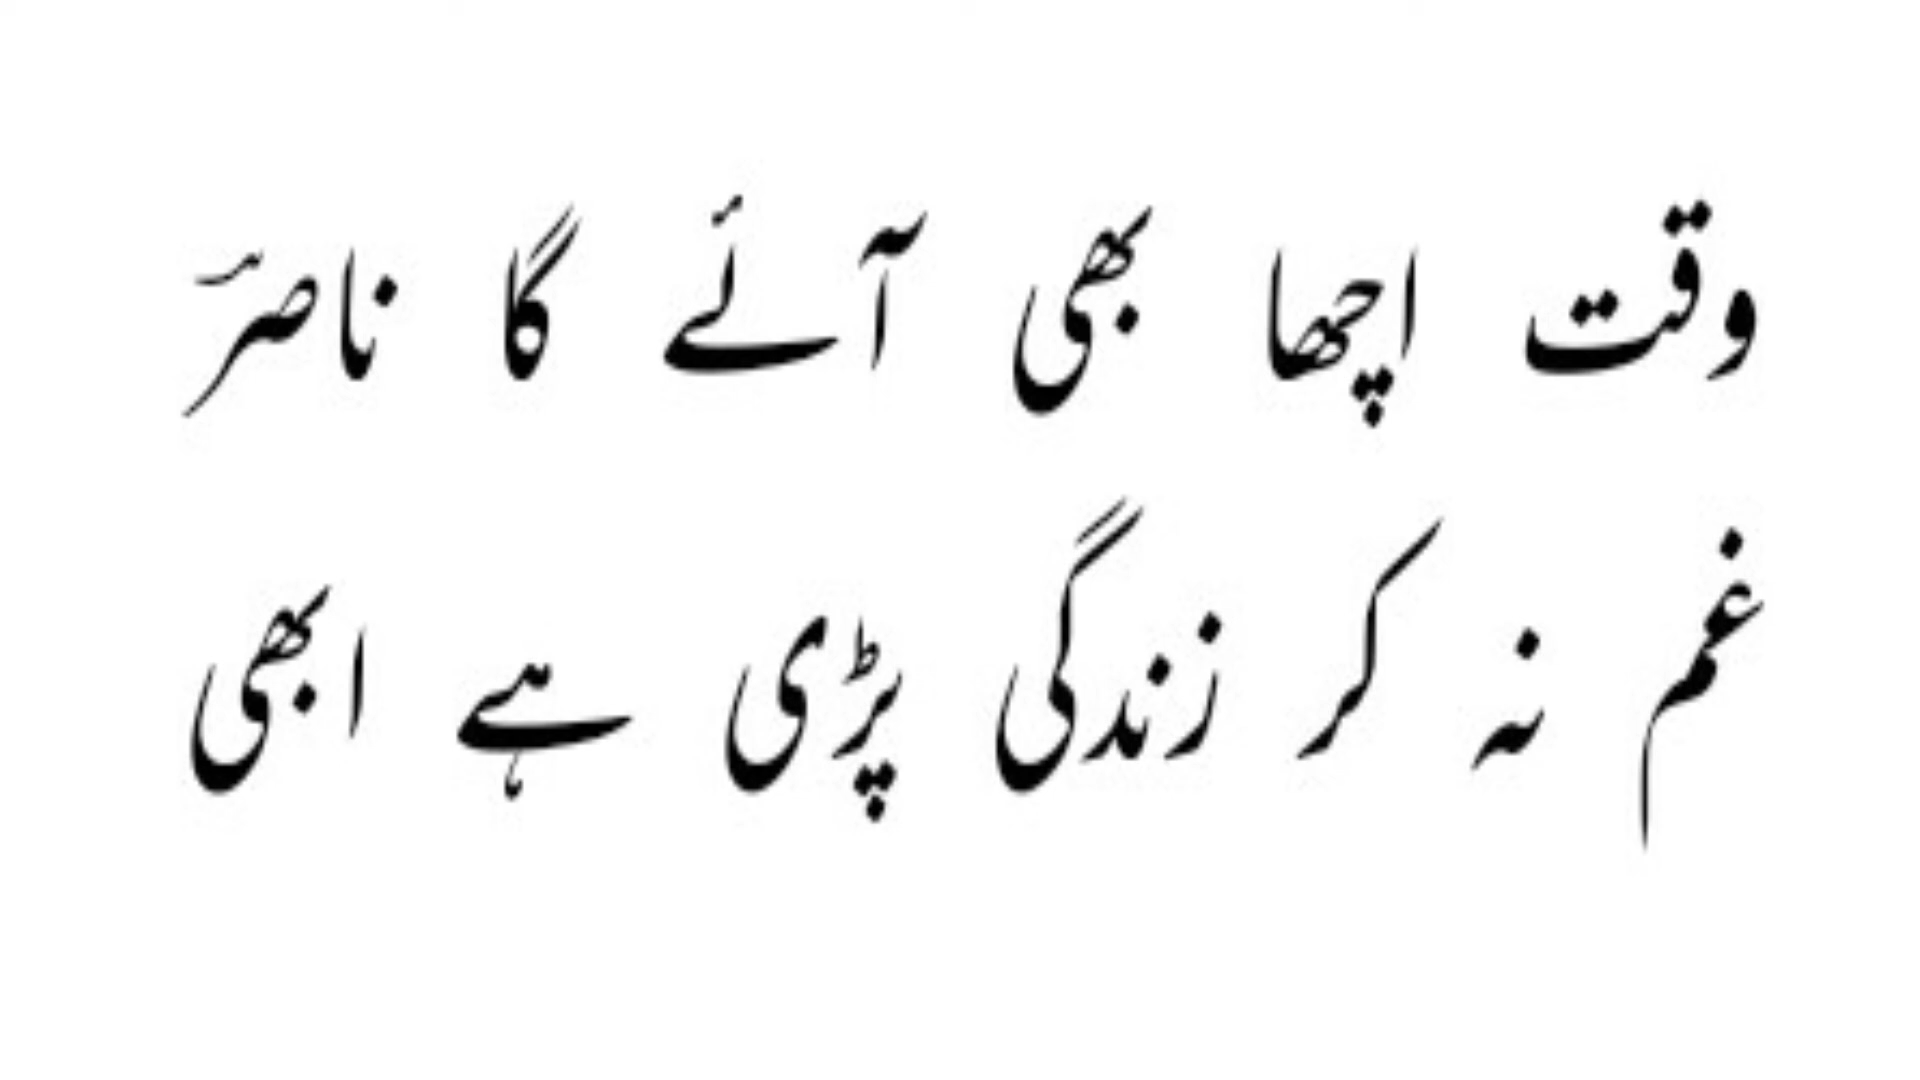 وقت اچھا بھی آئے گا ناصرؔ
غم نہ کر زندگی پڑی ہے ابھی